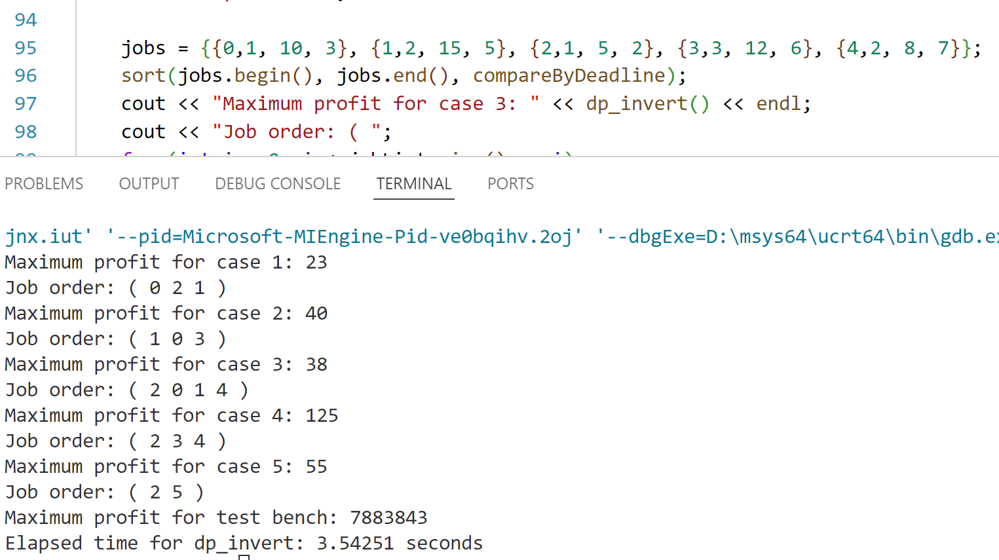 94
95 jobs = {{0,1, 10, 3}, {1,2, 15, 5}, {2,1, 5, 2}, {3,3, 12, 6}, {4,2, 8, 7}};
96 sort(jobs.begin(), jobs.end(), compareByDeadline);
97 cout << "Maximum profit for case 3: " << dp_invert() << endl;
98 cout << "Job order: ( ";
PROBLEMS OUTPUT DEBUG CONSOLE TERMINAL PORTS
jnx.iut' '--pid=Microsoft-MIEngine-Pid-ve0bqihv.2oj' '--dbgExe=D:\msys64\ucrt64\bin\gdb.ex
Maximum profit for case 1: 23
Job order: ( 0 2 1 )
Maximum profit for case 2: 40
Job order: ( 1 0 3 )
Maximum profit for case 3: 38
Job order: ( 2 0 1 4 )
Maximum profit for case 4: 125
Job order: ( 2 3 4 )
Maximum profit for case 5: 55
Job order: ( 2 5 )
Maximum profit for test bench: 7883843
Elapsed time for dp_invert: 3.54251 seconds